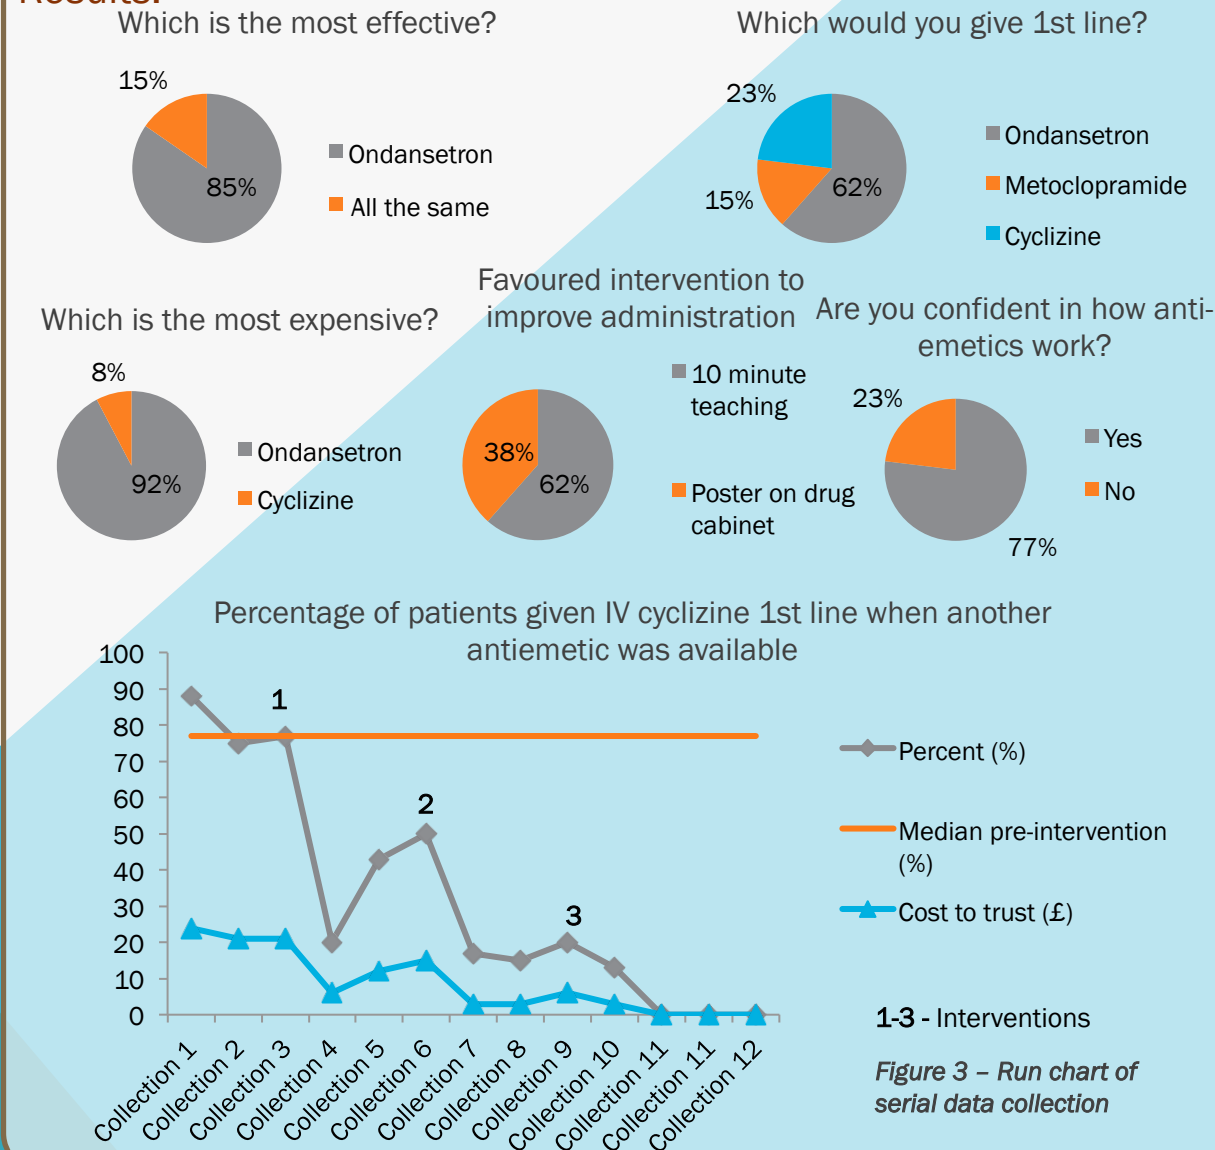 Results.
Which is the most effective?
15%
85%
Ondansetron
All the same
Which would you give 1st line?
23%
15%
62%
Ondansetron
Metoclopramide
Cyclizine
Which is the most expensive?
8%
92%
Ondansetron
Cyclizine
Favoured intervention to
improve administration
38%
62%
10 minute
teaching
Poster on drug
cabinet
Are you confident in how anti-
emetics work?
23%
77%
Yes
No
Percentage of patients given IV cyclizine 1st line when another
antiemetic was available
100
90
80
70
60
50
40
30
20
10
0
1
2
3
Collection 1
Collection 2
Collection 3
Collection 4
Collection 5
Collection 6
Collection 7
Collection 8
Collection 9
Collection 10
Collection 11
Collection 11
Collection 12
Percent (%)
Median pre-intervention
(%)
Cost to trust (£)
1-3 - Interventions
Figure 3 – Run chart of
serial data collection